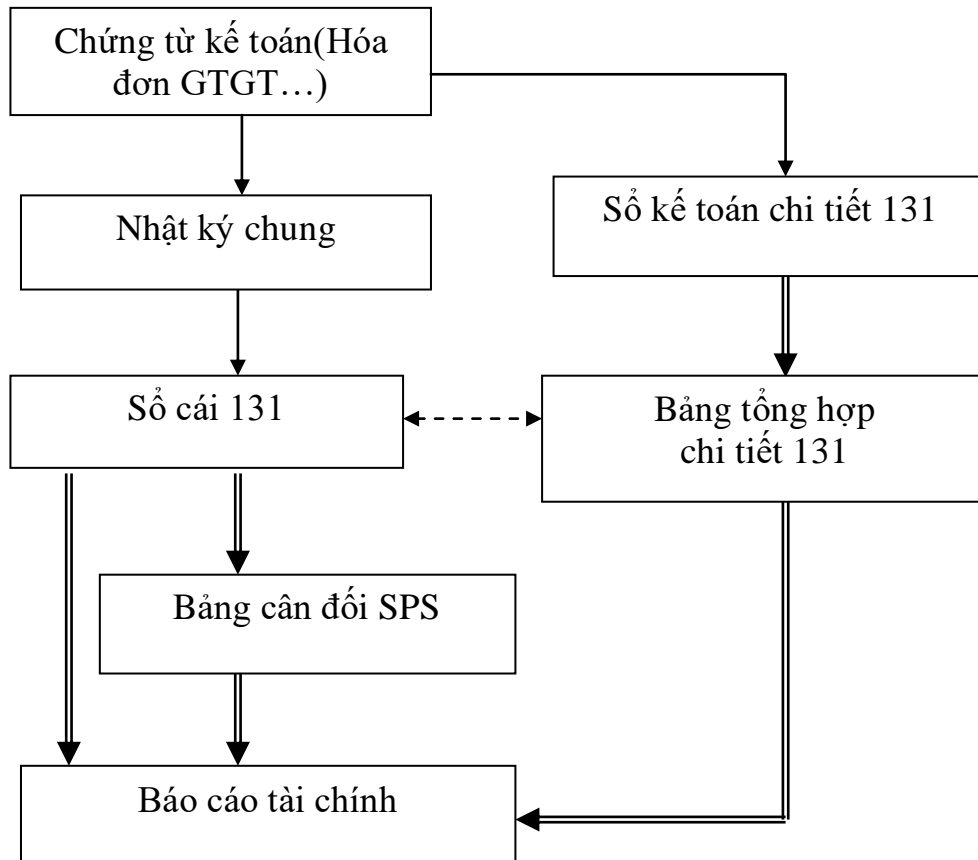 Chứng từ kế toán(Hóa
đơn GTGT…)
Nhật ký chung
Sổ kế toán chi tiết 131
Sổ cái 131
Bảng tổng hợp
chi tiết 131
Bảng cân đối SPS
Báo cáo tài chính